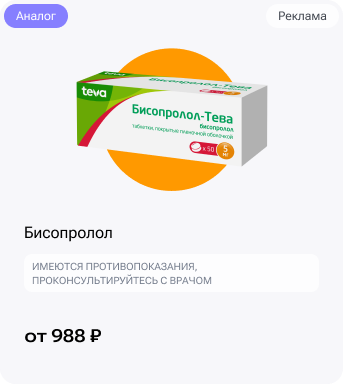 Аналог
Реклама
teva
Бисопролол-Тева
бисопролол
таблетки, покрытые пленочной оболочкой
x 50
5
мг
Бисопролол
ИМЕЮТСЯ ПРОТИВОПОКАЗАНИЯ,
ПРОКОНСУЛЬТИРУЙТЕСЬ С ВРАЧОМ
от 988 ₽